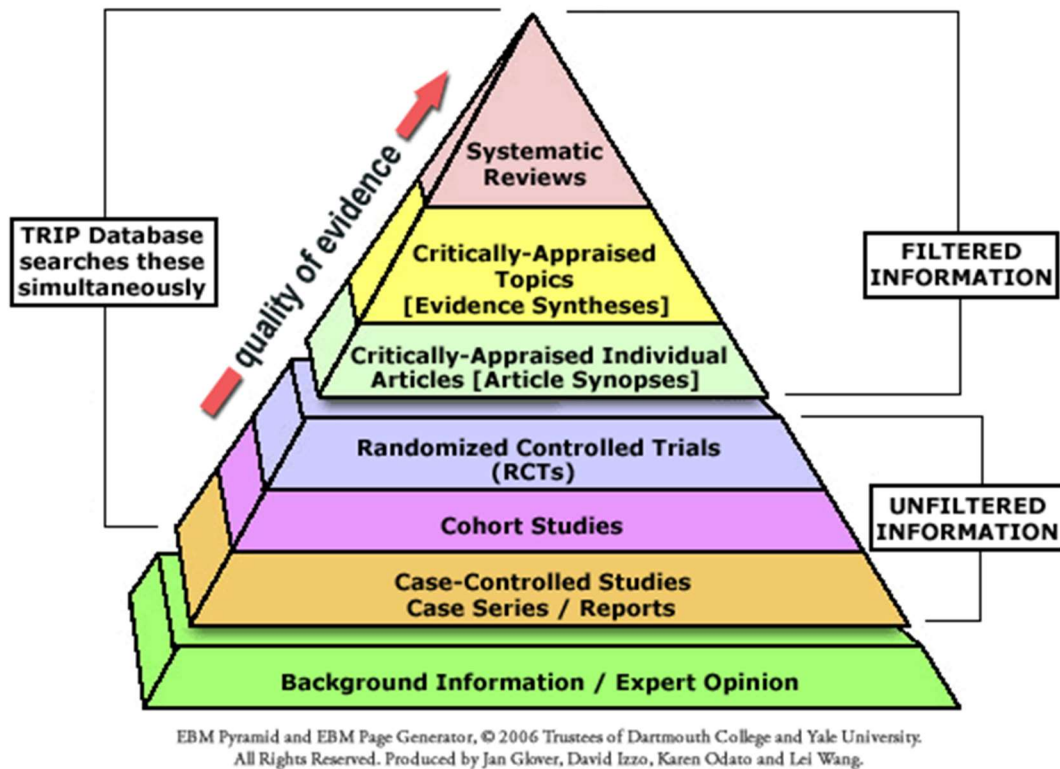 Systematic
Reviews
quality of evidence
TRIP Database
searches these
simultaneously
FILTERED
INFORMATION
Critically-Appraised
Topics
[Evidence Syntheses]
Critically-Appraised Individual
Articles [Article Synopses]
Randomized Controlled Trials
(RCTs)
UNFILTERED
INFORMATION
Cohort Studies
Case-Controlled Studies
Case Series / Reports
Background Information / Expert Opinion
EBM Pyramid and EBM Page Generator, © 2006 Trustees of Dartmouth College and Yale University.
All Rights Reserved. Produced by Jan Glover, David Izzo, Karen Odato and Lei Wang.